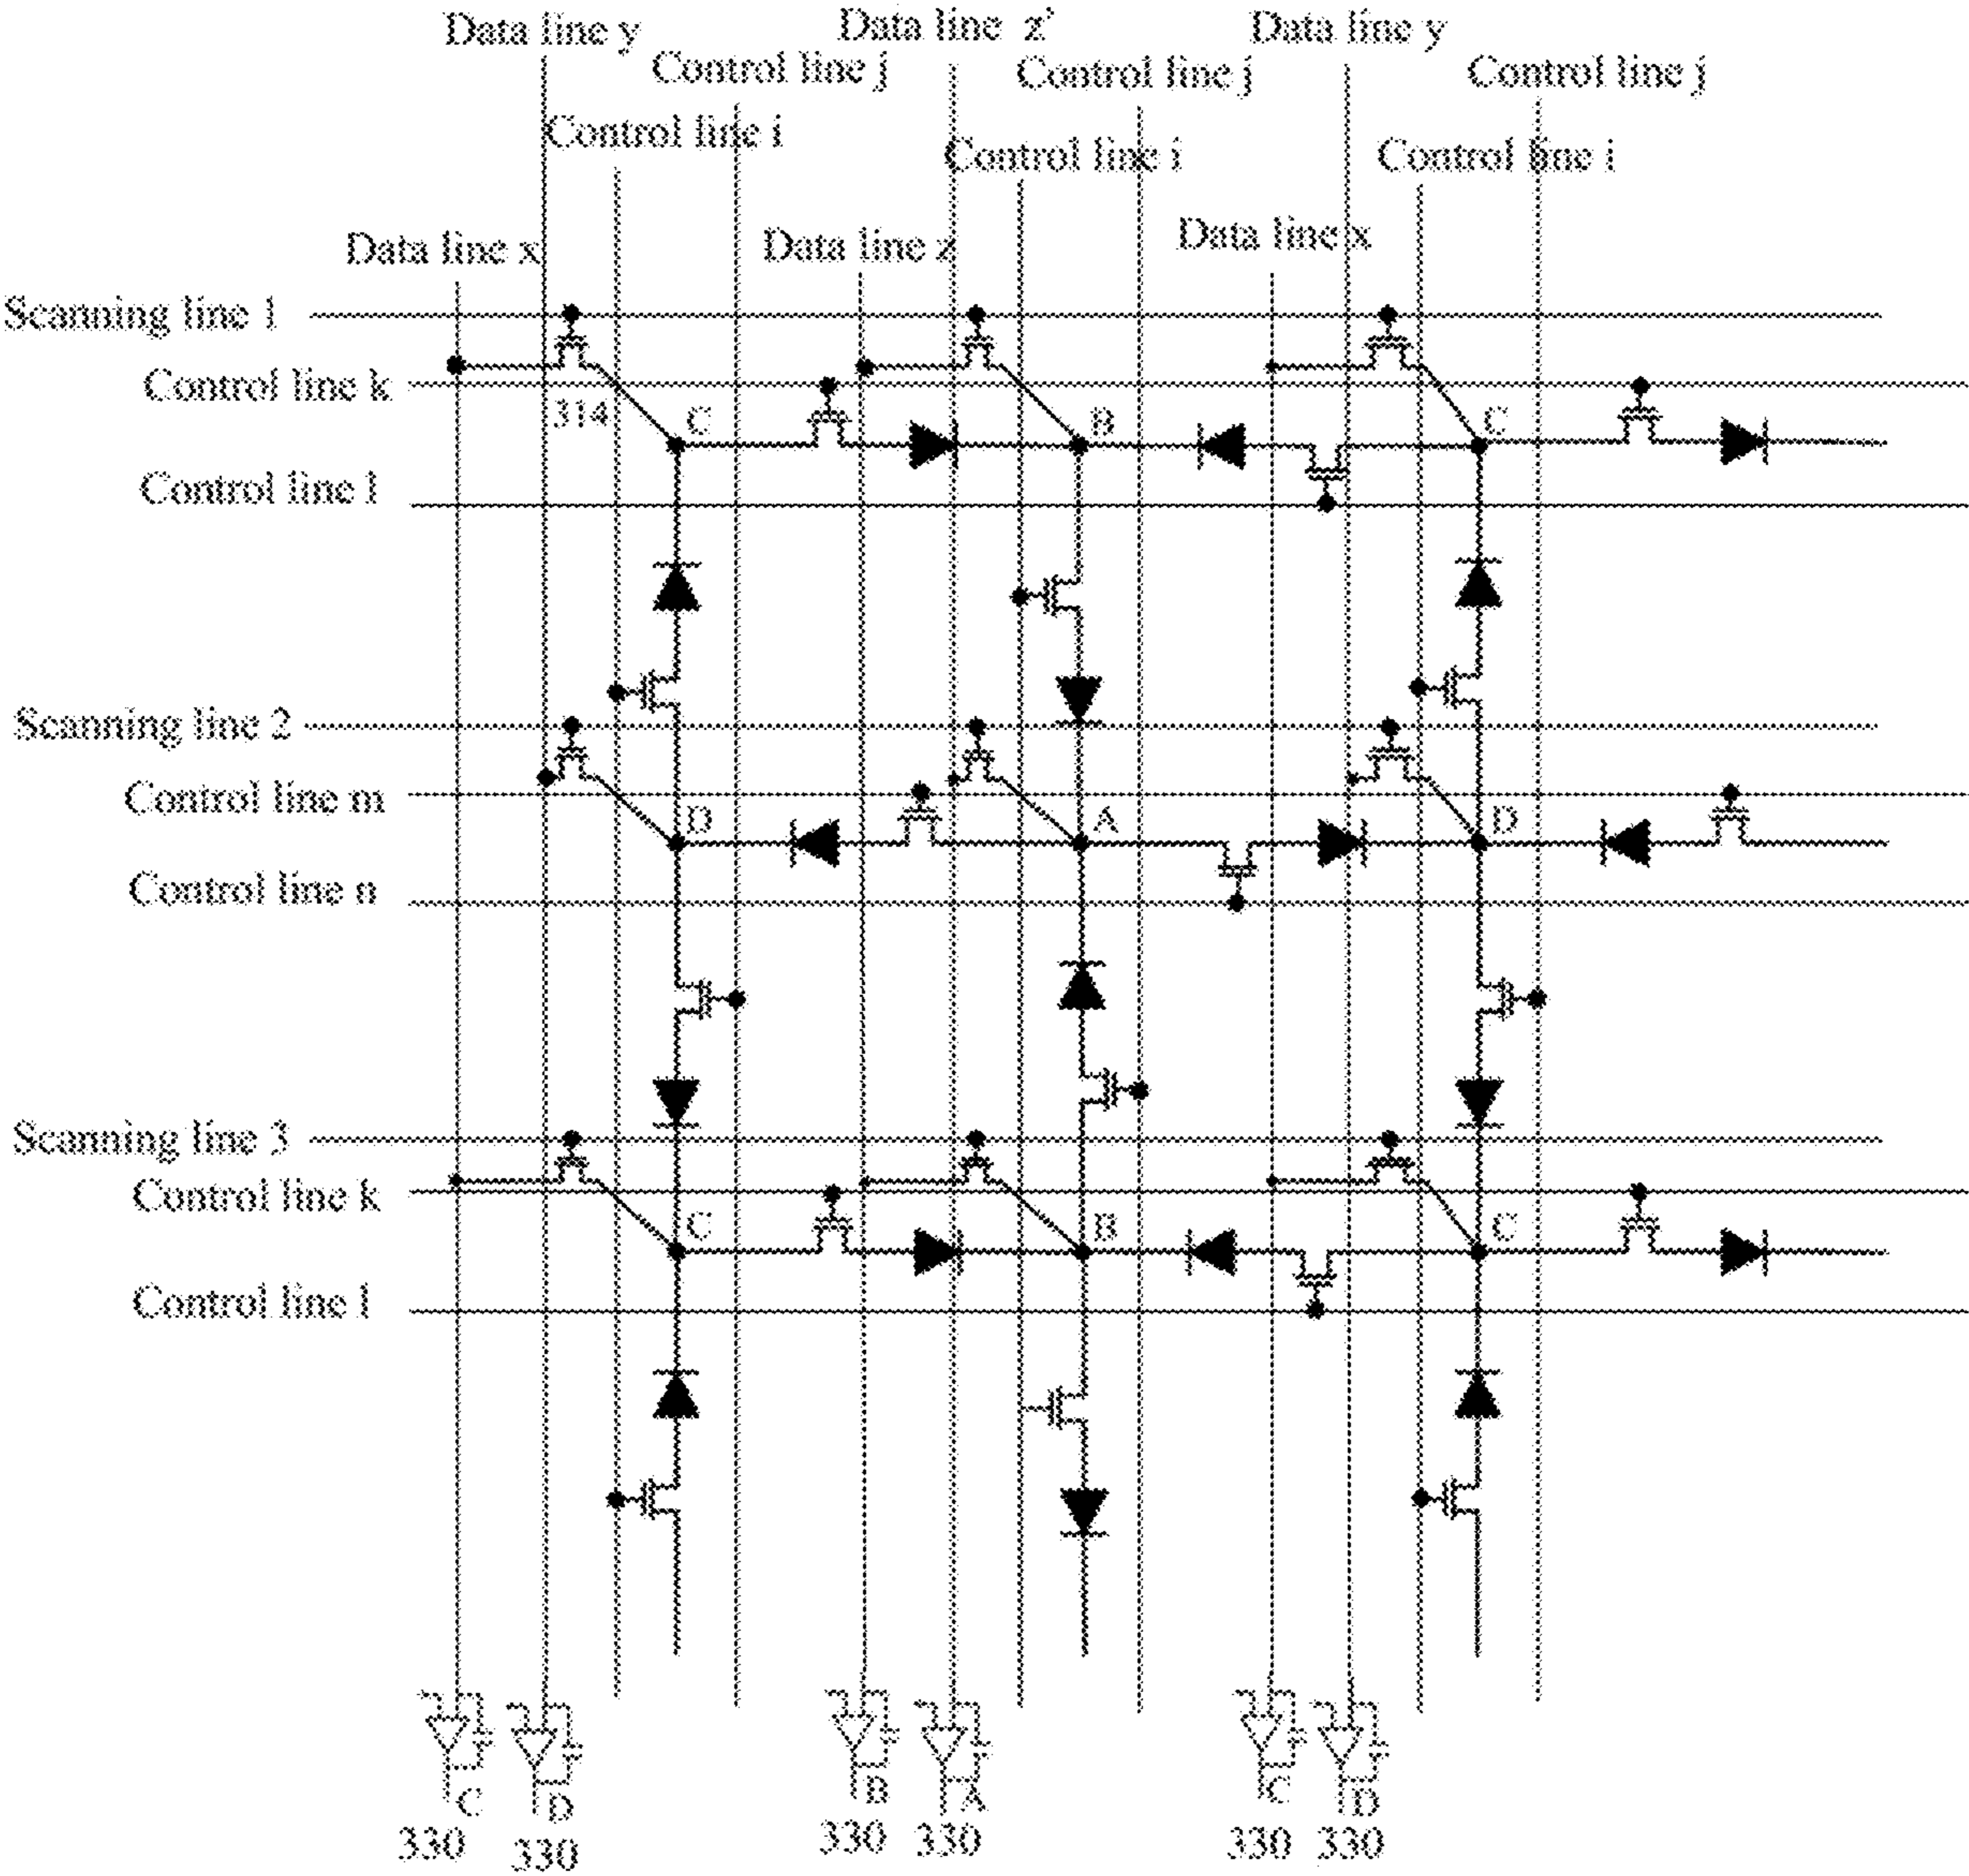 Data line y
Data line z'
Data line y
Control line j
Control line j
Control line j
Control line i
Control line i
Control line i
Data line x
Data line z
Data line x
Scanning line 1
Control line k
314
C
B
C
Control line l
Scanning line 2
Control line m
D
A
D
Control line n
Scanning line 3
Control line k
C
B
C
Control line l
C
D
B
A
C
D
330
330
330
330
330
330